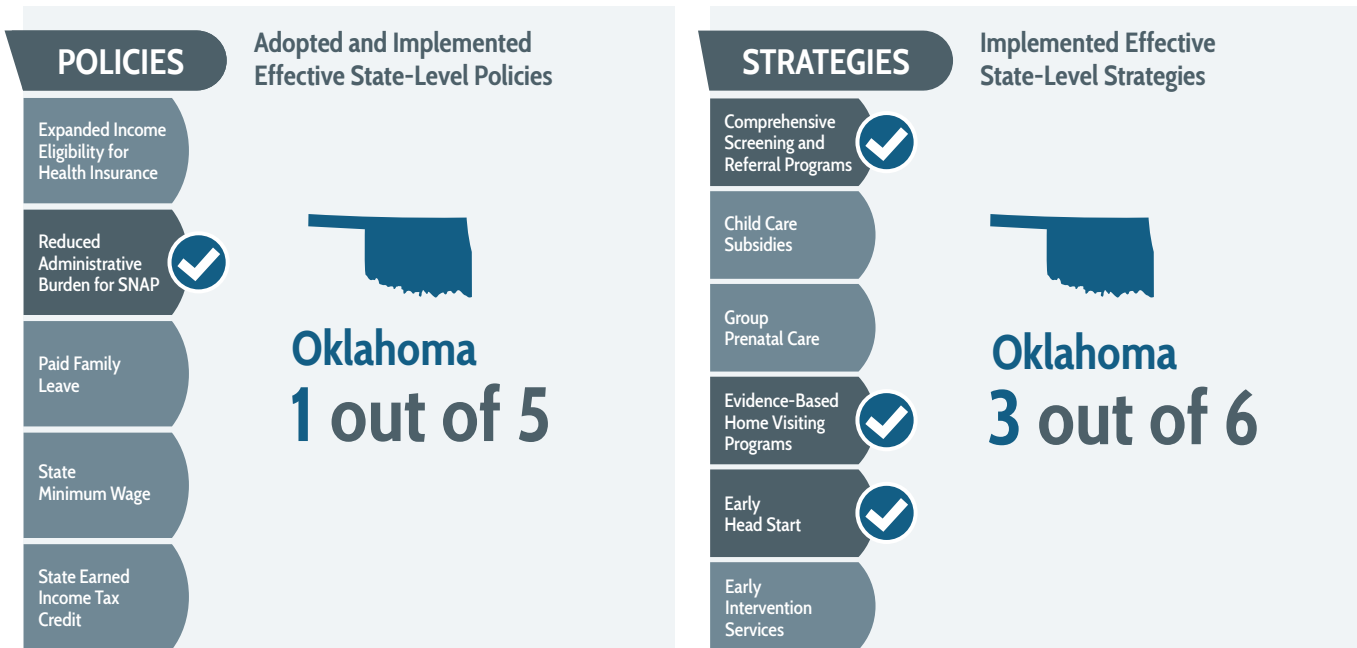 POLICIES
Adopted and Implemented
Effective State-Level Policies
Expanded Income
Eligibility for
Health Insurance
Reduced
Administrative
Burden for SNAP
Paid Family
Leave
State
Minimum Wage
State Earned
Income Tax
Credit
Oklahoma
1 out of 5
STRATEGIES
Implemented Effective
State-Level Strategies
Comprehensive
Screening and
Referral Programs
Child Care
Subsidies
Group
Prenatal Care
Evidence-Based
Home Visiting
Programs
Early
Head Start
Early
Intervention
Services
Oklahoma
3 out of 6